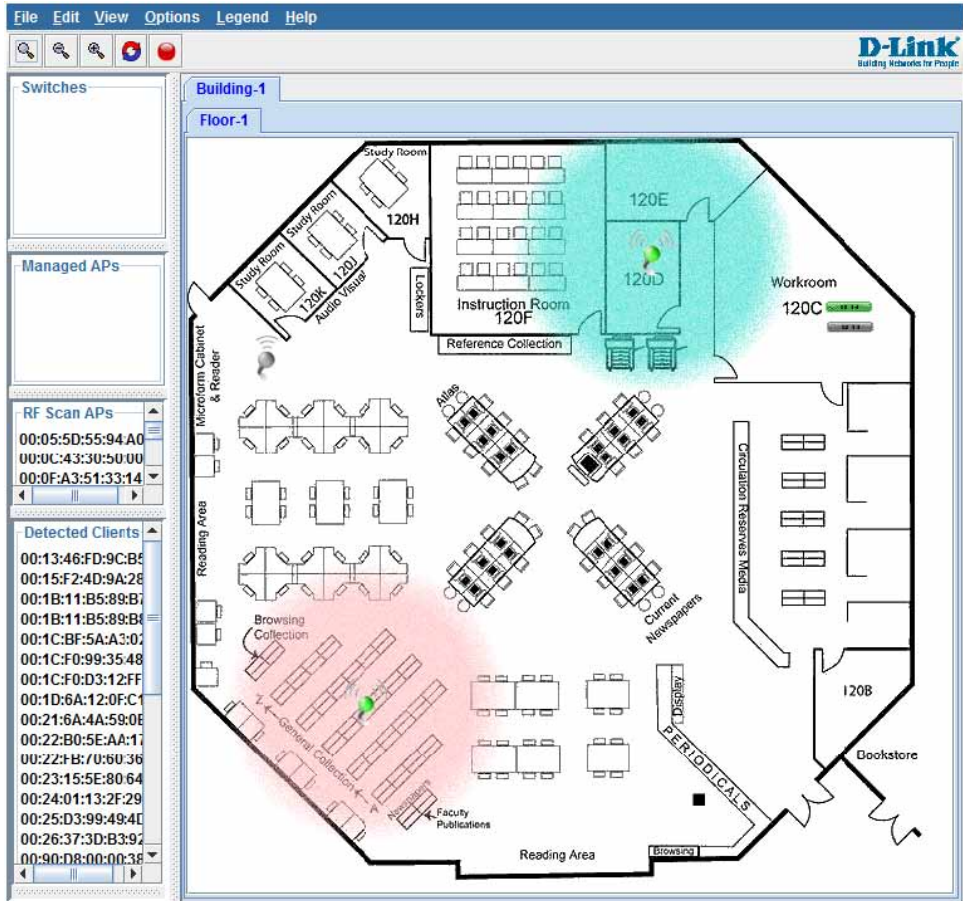 File Edit View Options Legend Help
D-Link
Building Networks for People
Switches
Managed APs
RF Scan APs
00:05:5D:55:94:A0
00:0C:43:30:50:00
00:0F:A3:51:33:14
Detected Clients
00:13:46:FD:9C:B5
00:15:F2:4D:9A:28
00:1B:11:B5:89:B7
00:1B:11:B5:89:B8
00:1C:BF:5A:A3:02
00:1C:F0:99:35:48
00:1C:F0:D3:12:FF
00:1D:6A:12:0F:C1
00:21:6A:4A:59:0E
00:22:B0:5E:AA:17
00:22:FB:70:60:36
00:23:15:5E:80:64
00:24:01:13:2F:29
00:25:D3:99:49:4D
00:26:37:3D:B3:92
00:90:D8:00:00:38
Building-1
Floor-1
Study Room
120H
Study Room
120J
Study Room
120K
Audio Visual
Lockers
Instruction Room
120F
Reference Collection
120E
120D
Workroom
120C
Microform Cabinet
& Reader
Reading Area
Atlas
Circulation Reserves Media
Current
Newspapers
Browsing
Collection
Z
General Collection
A
Newspapers
Faculty
Publications
Display
PERIODICALS
Browsing
Reading Area
120B
Bookstore